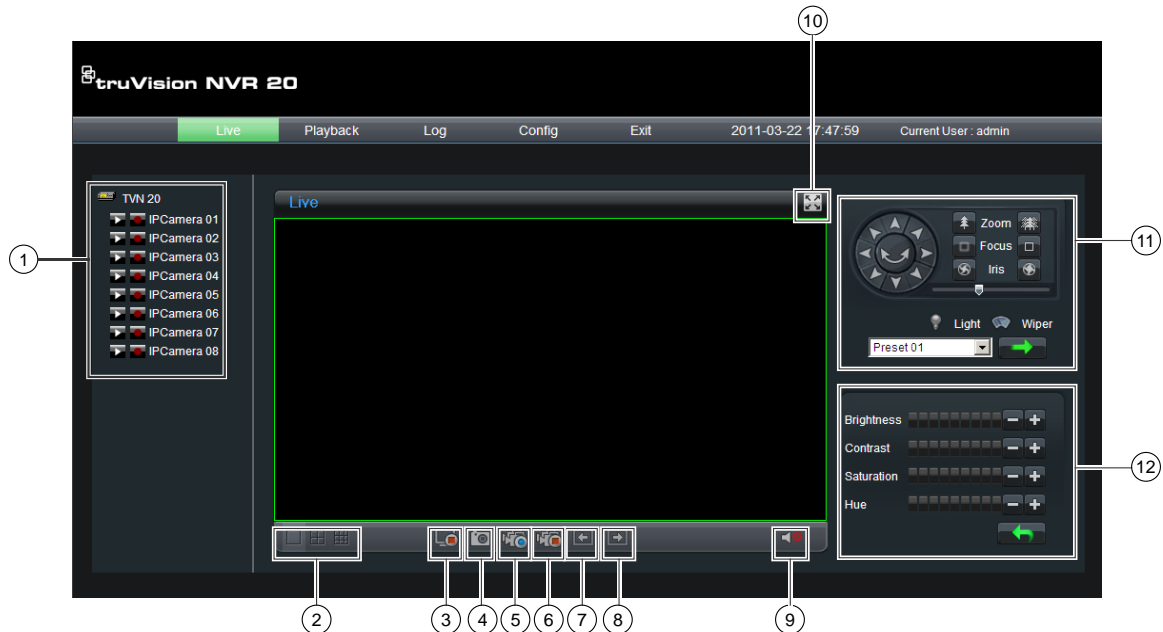 10
truVision NVR 20
Live Playback Log Config Exit 2011-03-22 17:47:59 Current User : admin
TVN 20
IPCamera 01
IPCamera 02
IPCamera 03
IPCamera 04
IPCamera 05
IPCamera 06
IPCamera 07
IPCamera 08
1
Live
Zoom
Focus
Iris
Light Wiper
Preset 01
11
Brightness
Contrast
Saturation
Hue
12
2 3 4 5 6 7 8 9